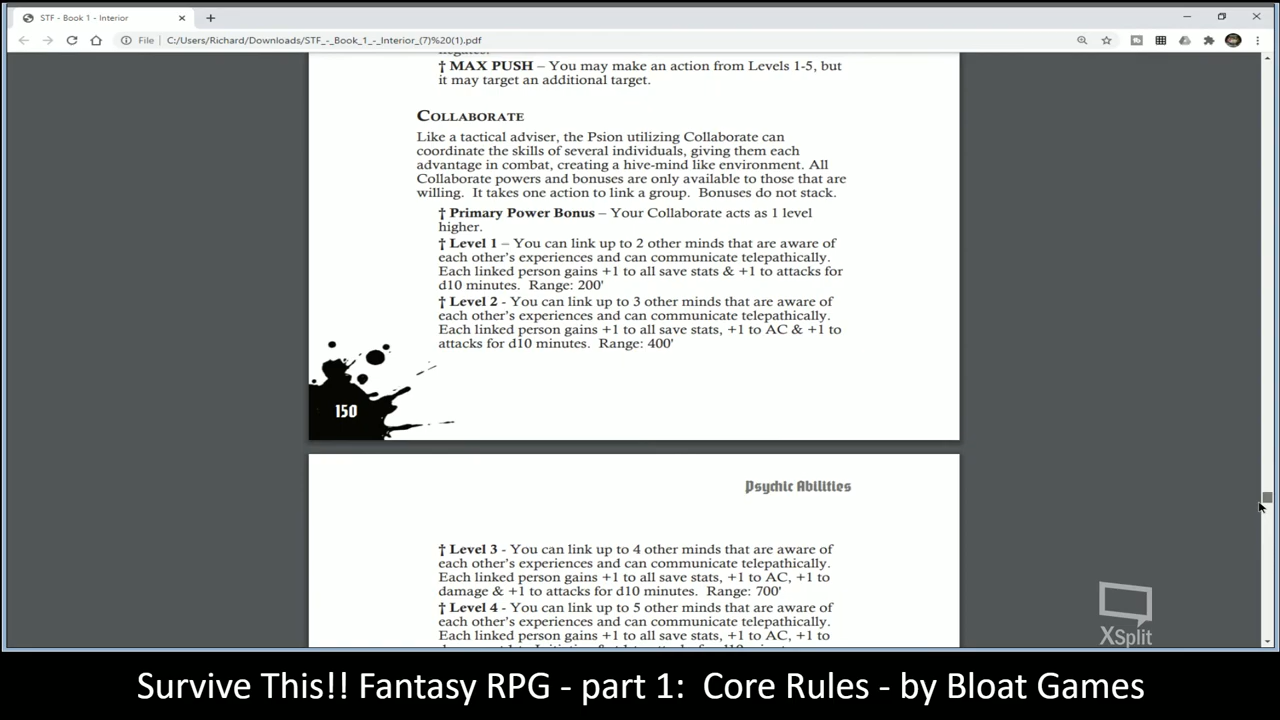 STF - Book 1 - Interior
File | C:/Users/Richard/Downloads/STF_-_Book_1_-_Interior_(7)%20(1).pdf
negates.
† MAX PUSH – You may make an action from Levels 1-5, but
it may target an additional target.
COLLABORATE
Like a tactical adviser, the Psion utilizing Collaborate can
coordinate the skills of several individuals, giving them each
advantage in combat, creating a hive-mind like environment. All
Collaborate powers and bonuses are only available to those that are
willing. It takes one action to link a group. Bonuses do not stack.
† Primary Power Bonus – Your Collaborate acts as 1 level
higher.
† Level 1 – You can link up to 2 other minds that are aware of
each other's experiences and can communicate telepathically.
Each linked person gains +1 to all save stats & +1 to attacks for
d10 minutes. Range: 200'
† Level 2 - You can link up to 3 other minds that are aware of
each other's experiences and can communicate telepathically.
Each linked person gains +1 to all save stats, +1 to AC & +1 to
attacks for d10 minutes. Range: 400'
150
Psychic Abilities
† Level 3 - You can link up to 4 other minds that are aware of
each other's experiences and can communicate telepathically.
Each linked person gains +1 to all save stats, +1 to AC, +1 to
damage & +1 to attacks for d10 minutes. Range: 700'
† Level 4 - You can link up to 5 other minds that are aware of
each other's experiences and can communicate telepathically.
Each linked person gains +1 to all save stats, +1 to AC, +1 to
XSplit
Survive This!! Fantasy RPG - part 1: Core Rules - by Bloat Games